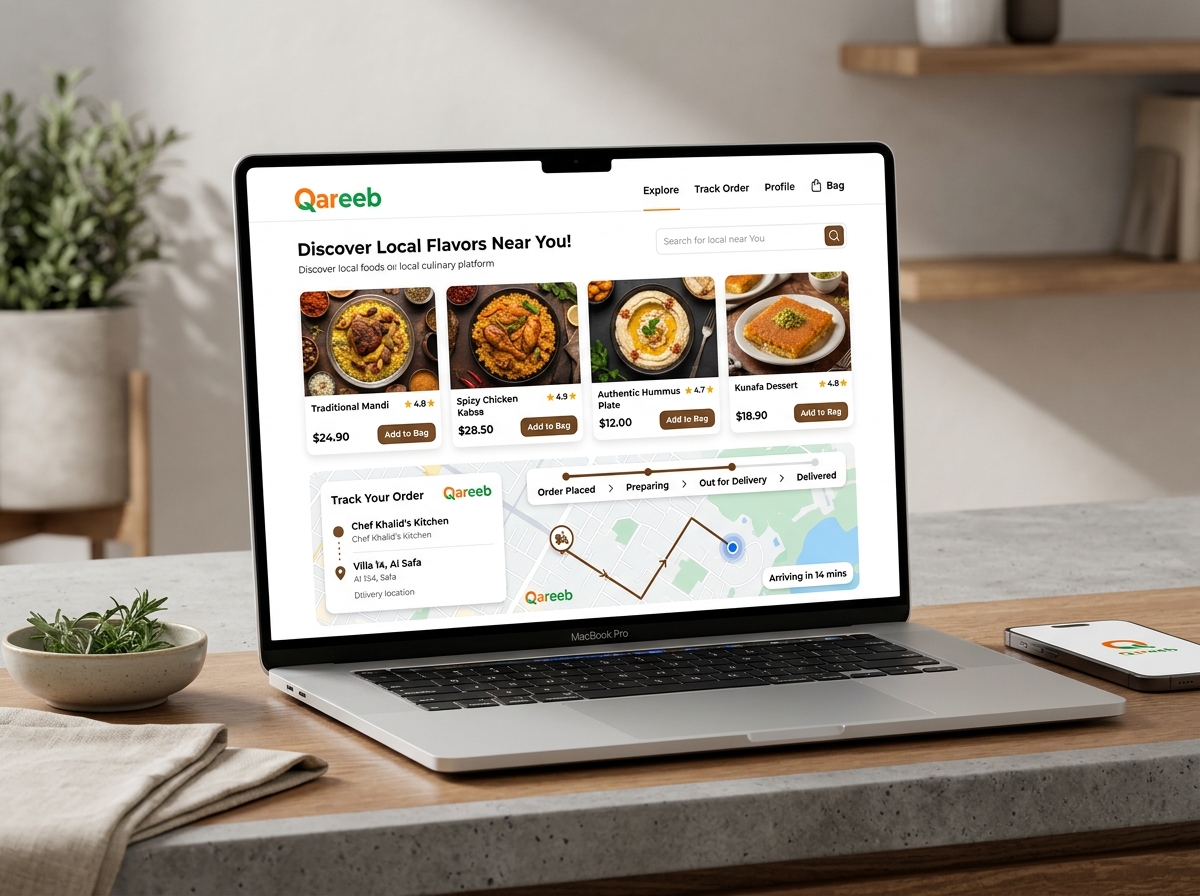 Qareeb
Explore
Track Order
Profile
Bag
Discover Local Flavors Near You!
Discover local foods on local culinary platform
Search for local near You
Traditional Mandi
4.8
$24.90
Add to Bag
Spizy Chicken
Kabsa
4.9
$28.50
Add to Bag
Authentic Hummus
Plate
4.7
$12.00
Add to Bag
Kunafa Dessert
4.8
$18.90
Add to Bag
Track Your Order
Qareeb
Chef Khalid's Kitchen
Chef Khalid's Kitchen
Villa 14, Al Safa
Safa
Dtlivery location
Order Placed
Preparing
Out for Delivery
Delivered
Qareeb
Arriving in 14 mins
MacBook Pro
Qareeb